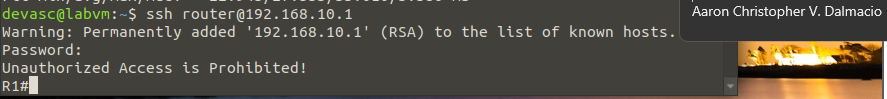 devasc@labvm:~$ ssh router@192.168.10.1
Warning: Permanently added '192.168.10.1' (RSA) to the list of known hosts.
Password:
Unauthorized Access is Prohibited!
R1#
Aaron Christopher V. Dalmacio